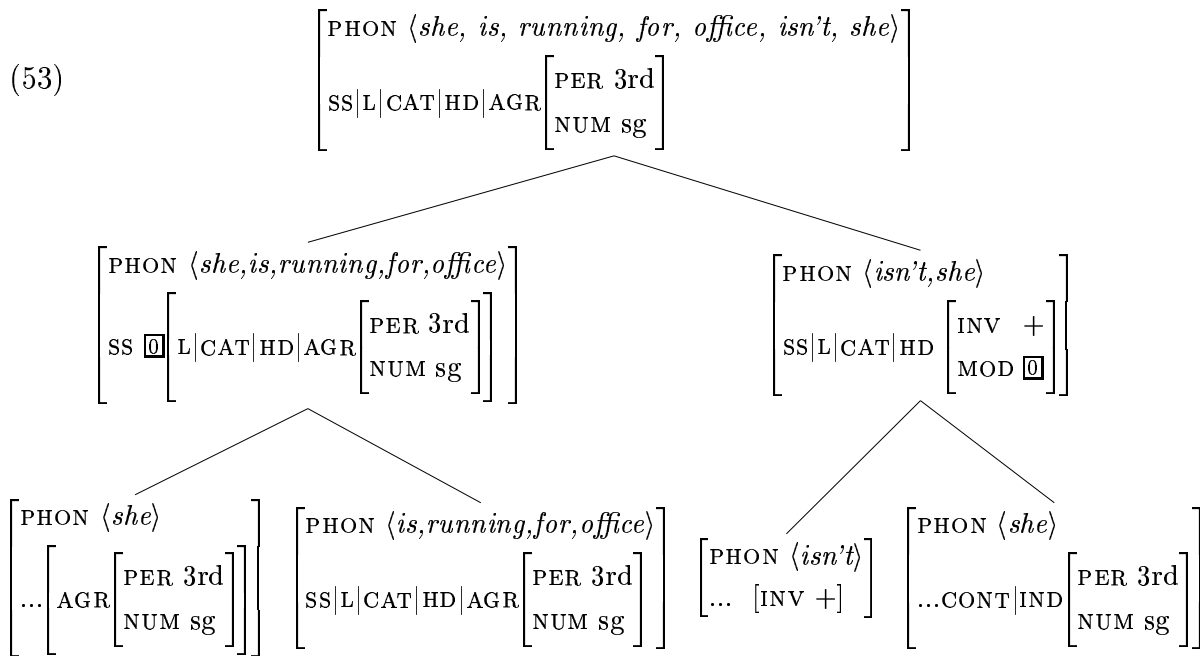 (53)
PHON ⟨she, is, running, for, office, isn't, she⟩
SS|L|CAT|HD|AGR [PER 3rd
NUM sg]
PHON ⟨she,is,running,for,office⟩
SS 0 [L|CAT|HD|AGR [PER 3rd
NUM sg]]
PHON ⟨isn't,she⟩
SS|L|CAT|HD [INV +
MOD 0]
PHON ⟨she⟩
...[AGR [PER 3rd
NUM sg]]
PHON ⟨is,running,for,office⟩
SS|L|CAT|HD|AGR [PER 3rd
NUM sg]
PHON ⟨isn't⟩
... [INV +]
PHON ⟨she⟩
...CONT|IND [PER 3rd
NUM sg]